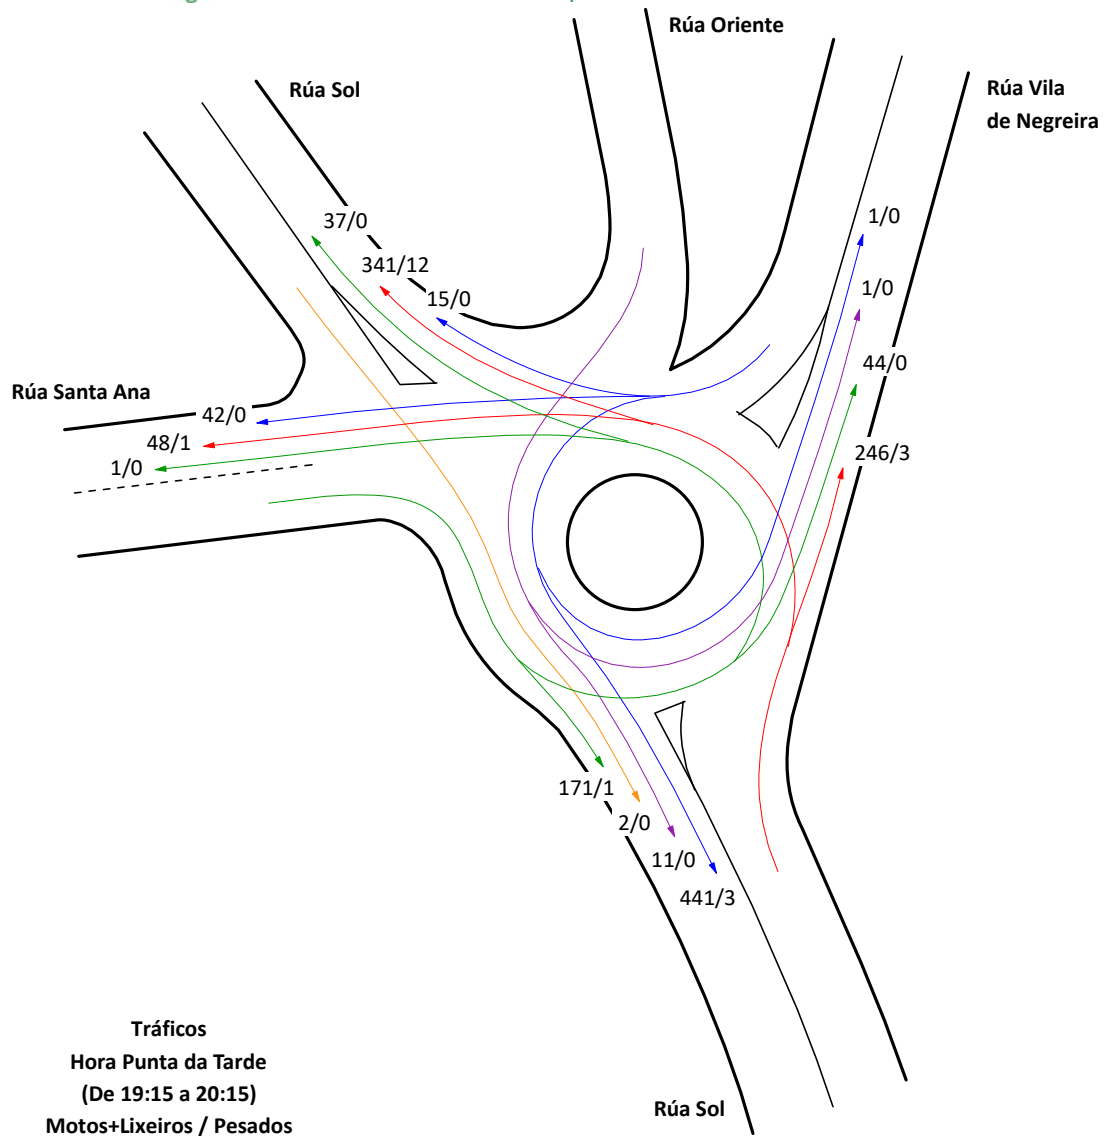 Rúa Oriente
Rúa Sol
Rúa Vila
de Negreira
37/0
1/0
341/12
1/0
15/0
44/0
Rúa Santa Ana
42/0
48/1
246/3
1/0
171/1
2/0
11/0
441/3
Tráficos
Hora Punta da Tarde
(De 19:15 a 20:15)
Rúa Sol
Motos+Lixeiros / Pesados